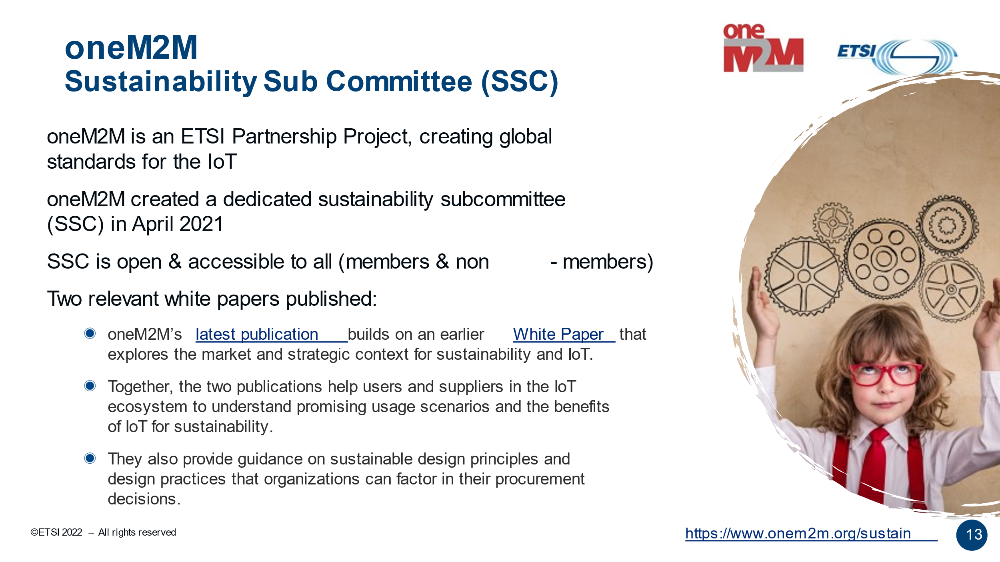 oneM2M
Sustainability Sub Committee (SSC)
one
M2M
ETSI
oneM2M is an ETSI Partnership Project, creating global
standards for the IoT
oneM2M created a dedicated sustainability subcommittee
(SSC) in April 2021
SSC is open & accessible to all (members & non - members)
Two relevant white papers published:
oneM2M’s latest publication builds on an earlier White Paper that
explores the market and strategic context for sustainability and IoT.
Together, the two publications help users and suppliers in the IoT
ecosystem to understand promising usage scenarios and the benefits
of IoT for sustainability.
They also provide guidance on sustainable design principles and
design practices that organizations can factor in their procurement
decisions.
©ETSI 2022 – All rights reserved
https://www.onem2m.org/sustain
13